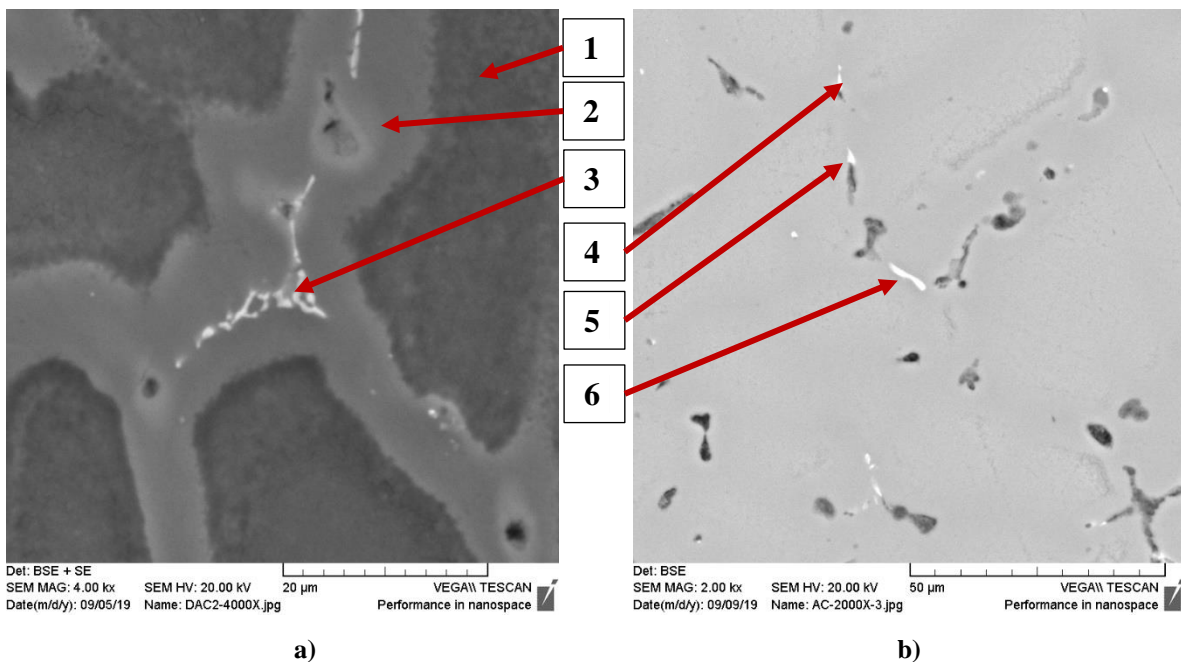 1
2
3
4
5
6
Det: BSE + SE
SEM MAG: 4.00 kx SEM HV: 20.00 kV 20 µm VEGA\\ TESCAN
Date(m/d/y): 09/05/19 Name: DAC2-4000X.jpg Performance in nanospace
Det: BSE
SEM MAG: 2.00 kx SEM HV: 20.00 kV 50 µm VEGA\\ TESCAN
Date(m/d/y): 09/09/19 Name: AC-2000X-3.jpg Performance in nanospace
a)
b)